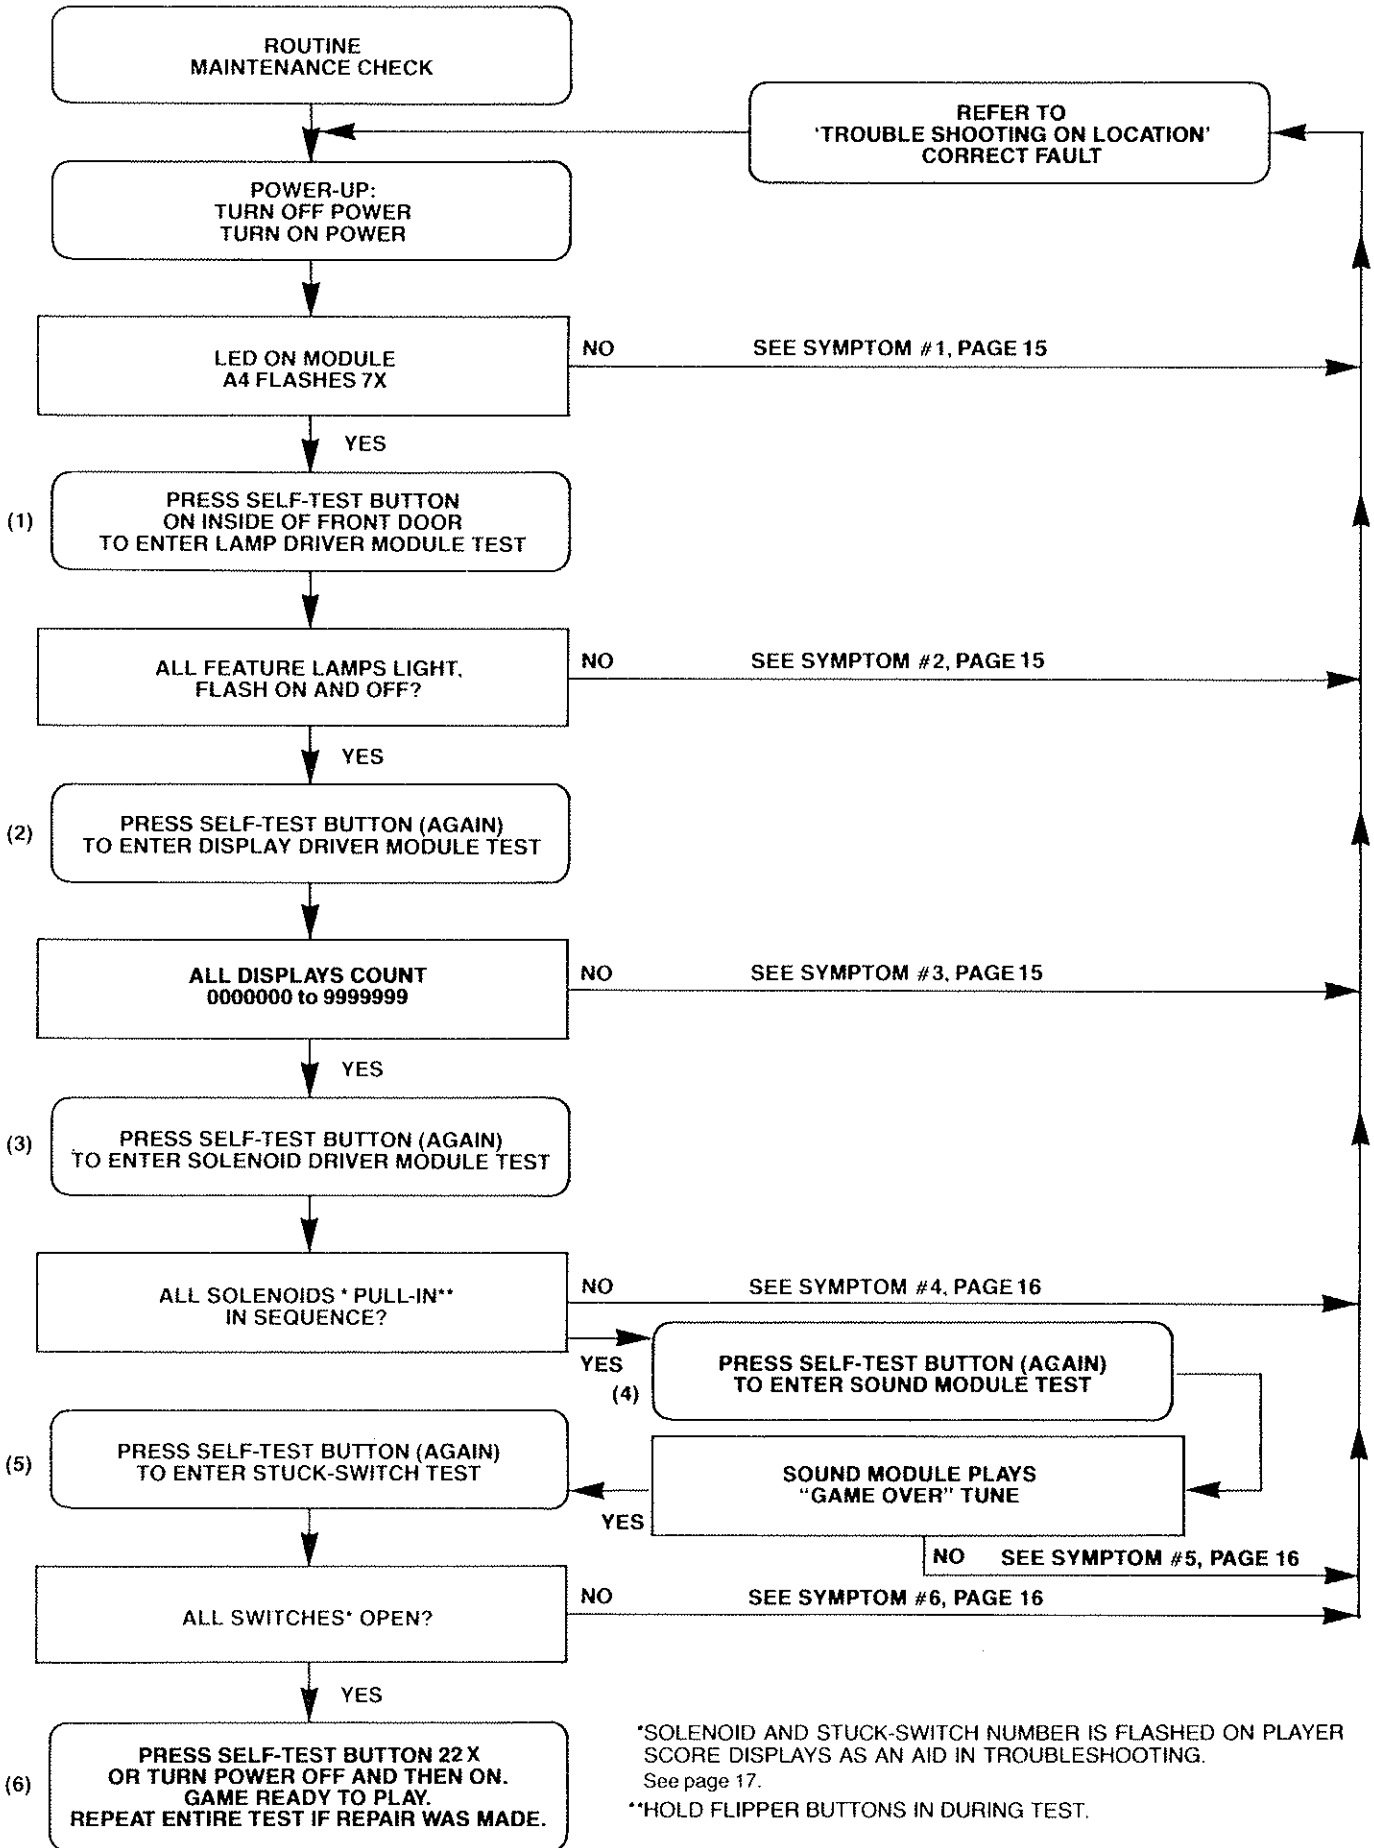 ROUTINE
MAINTENANCE CHECK
REFER TO
'TROUBLE SHOOTING ON LOCATION'
CORRECT FAULT
POWER-UP:
TURN OFF POWER
TURN ON POWER
LED ON MODULE
A4 FLASHES 7X
NO
SEE SYMPTOM #1, PAGE 15
YES
(1)
PRESS SELF-TEST BUTTON
ON INSIDE OF FRONT DOOR
TO ENTER LAMP DRIVER MODULE TEST
ALL FEATURE LAMPS LIGHT,
FLASH ON AND OFF?
NO
SEE SYMPTOM #2, PAGE 15
YES
(2)
PRESS SELF-TEST BUTTON (AGAIN)
TO ENTER DISPLAY DRIVER MODULE TEST
ALL DISPLAYS COUNT
0000000 to 9999999
NO
SEE SYMPTOM #3, PAGE 15
YES
(3)
PRESS SELF-TEST BUTTON (AGAIN)
TO ENTER SOLENOID DRIVER MODULE TEST
ALL SOLENOIDS * PULL-IN**
IN SEQUENCE?
NO
SEE SYMPTOM #4, PAGE 16
YES
(4)
PRESS SELF-TEST BUTTON (AGAIN)
TO ENTER SOUND MODULE TEST
SOUND MODULE PLAYS
"GAME OVER" TUNE
YES
NO
SEE SYMPTOM #5, PAGE 16
(5)
PRESS SELF-TEST BUTTON (AGAIN)
TO ENTER STUCK-SWITCH TEST
ALL SWITCHES* OPEN?
NO
SEE SYMPTOM #6, PAGE 16
YES
(6)
PRESS SELF-TEST BUTTON 22 X
OR TURN POWER OFF AND THEN ON.
GAME READY TO PLAY.
REPEAT ENTIRE TEST IF REPAIR WAS MADE.
*SOLENOID AND STUCK-SWITCH NUMBER IS FLASHED ON PLAYER
SCORE DISPLAYS AS AN AID IN TROUBLESHOOTING.
See page 17.
**HOLD FLIPPER BUTTONS IN DURING TEST.